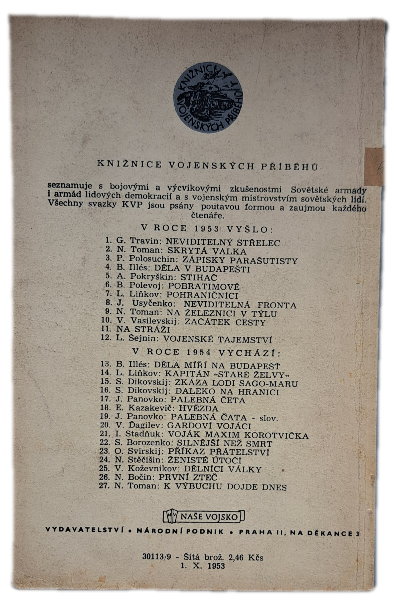 KNIŽNICE VOJENSKÝCH PŘÍBĚHŮ
KNIŽNICE VOJENSKÝCH PŘÍBĚHŮ
seznamuje s bojovými a výcvikovými zkušenostmi Sovětské armády
i armád lidových demokracií a s vojenským mistrovstvím sovětských lidí.
Všechny svazky KVP jsou psány poutavou formou a zaujmou každého
čtenáře.
V ROCE 1953 VYŠLO:
1. G. Travin: NEVIDITELNÝ STŘELEC
2. N. Toman: SKRYTÁ VÁLKA
3. P. Polosuchin: ZÁPISKY PARAŠUTISTY
4. B. Illés: DĚLA V BUDAPEŠTI
5. A. Pokryškin: STIHAČ
6. B. Polevoj: POBRATIMOVÉ
7. L. Liňkov: POHRANIČNÍCI
8. J. Usyčenko: NEVIDITELNÁ FRONTA
9. N. Toman: NA ŽELEZNICI V TÝLU
10. V. Vasilevskij: ZAČÁTEK CESTY
11. NA STRÁŽI
12. L. Šejnin: VOJENSKÉ TAJEMSTVÍ
V ROCE 1954 VYCHÁZÍ:
13. B. Illés: DĚLA MÍŘÍ NA BUDAPEŠŤ
14. L. Liňkov: KAPITÁN „STARÉ ŽELVY“
15. S. Dikovskij: ZKÁZA LODI SAGO-MARU
16. S. Dikovskij: DALEKO NA HRANICI
17. J. Panovko: PALEBNÁ ČETA
18. E. Kazakevič: HVĚZDA
19. J. Panovko: PALEBNÁ ČATA - slov.
20. V. Ďagilev: GARDOVÍ VOJÁCI
21. I. Stadňuk: VOJÁK MAXIM KOROTVIČKA
22. S. Borozenko: SILNĚJŠÍ NEŽ SMRT
23. O. Svirskij: PŘÍKAZ PŘÁTELSTVÍ
24. N. Stěčišin: ŽENISTÉ ÚTOČÍ
25. V. Koževnikov: DĚLNÍCI VÁLKY
26. N. Bočin: PRVNÍ ZTEČ
27. N. Toman: K VÝBUCHU DOJDE DNES
NAŠE VOJSKO
VYDAVATELSTVÍ • NÁRODNÍ PODNIK • PRAHA II, NA DĚKANCE 3
30113/9 - Šitá brož. 2,46 Kčs
1. X. 1953